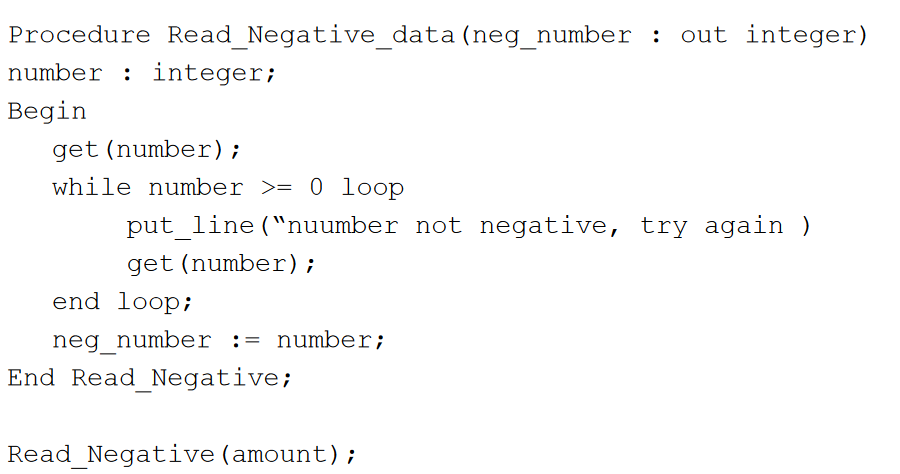 Procedure Read_Negative_data(neg_number : out integer)
number : integer;
Begin
get(number);
while number >= 0 loop
put_line(“nuumber not negative, try again )
get(number);
end loop;
neg_number := number;
End Read_Negative;
Read_Negative(amount);